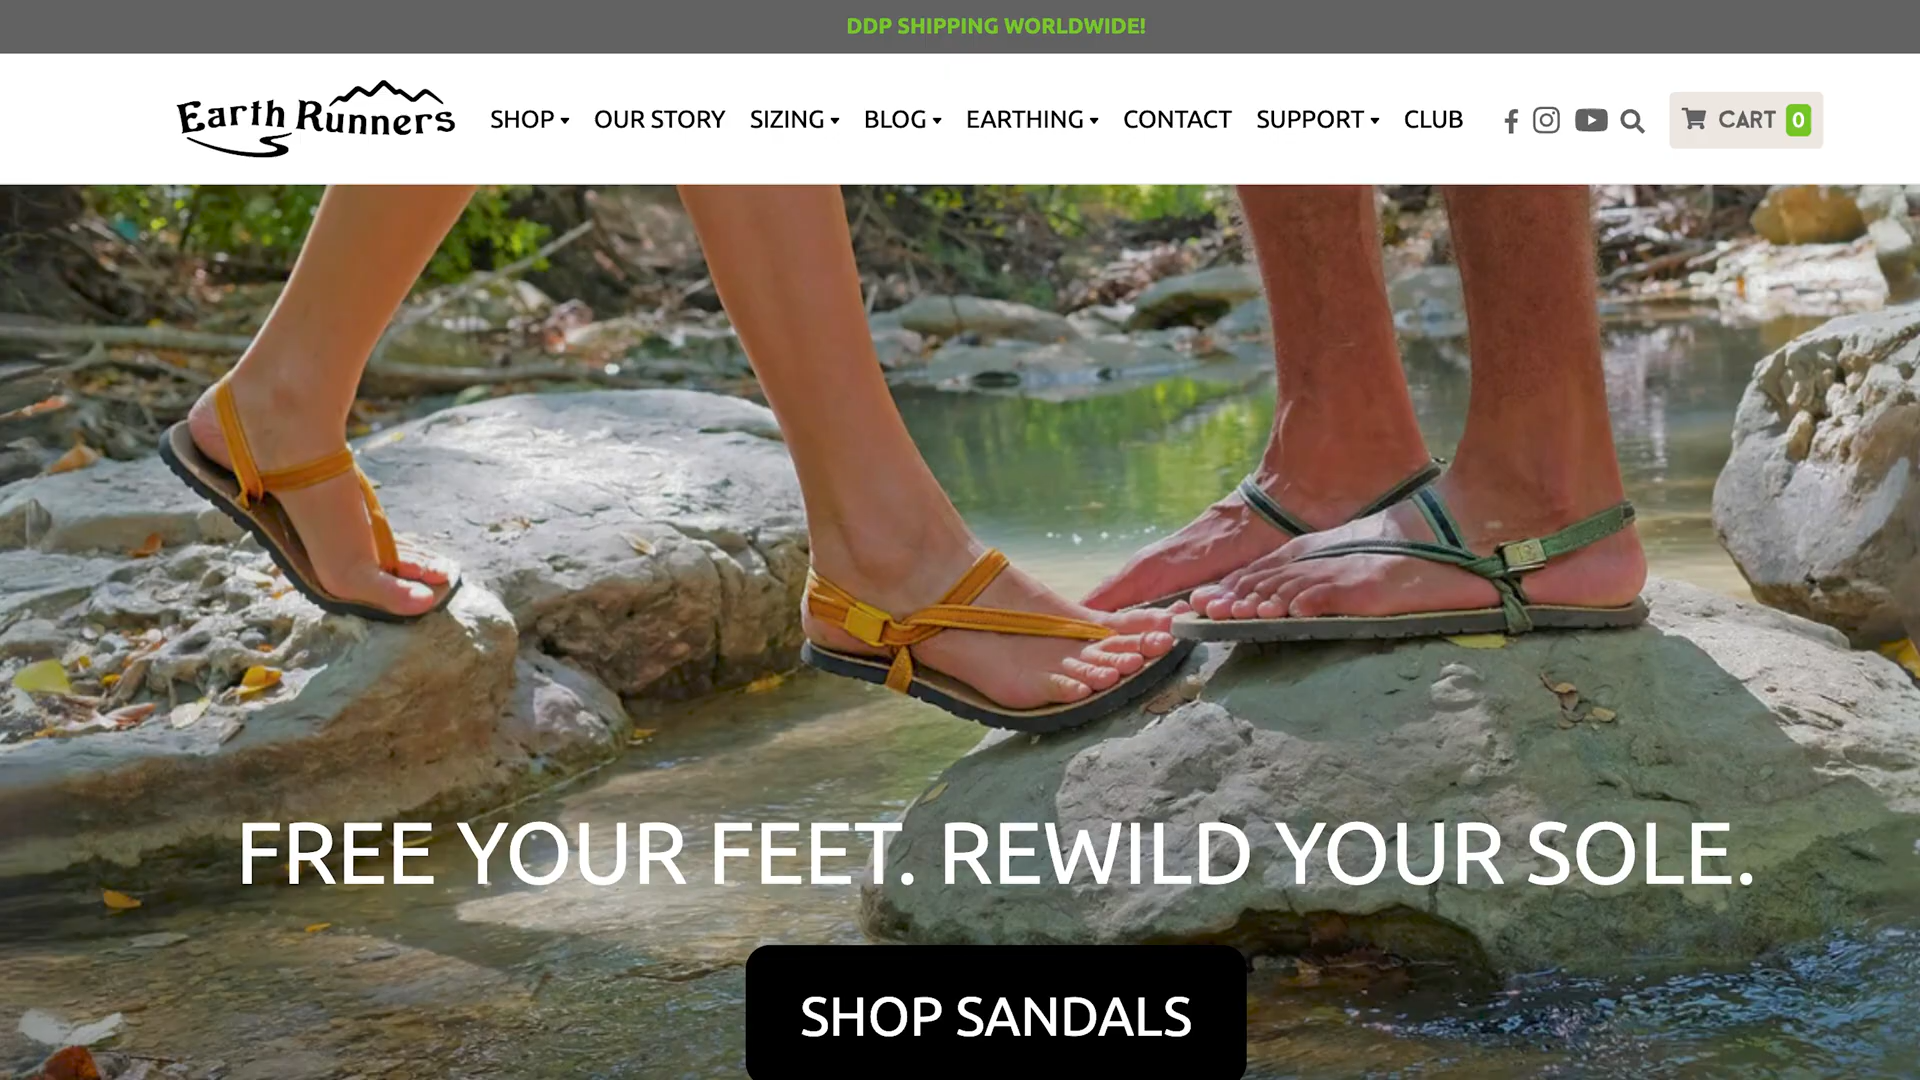 DDP SHIPPING WORLDWIDE!
Earth Runners
SHOP OUR STORY SIZING BLOG EARTHING CONTACT SUPPORT CLUB CART 0
FREE YOUR FEET. REWILD YOUR SOLE.
SHOP SANDALS